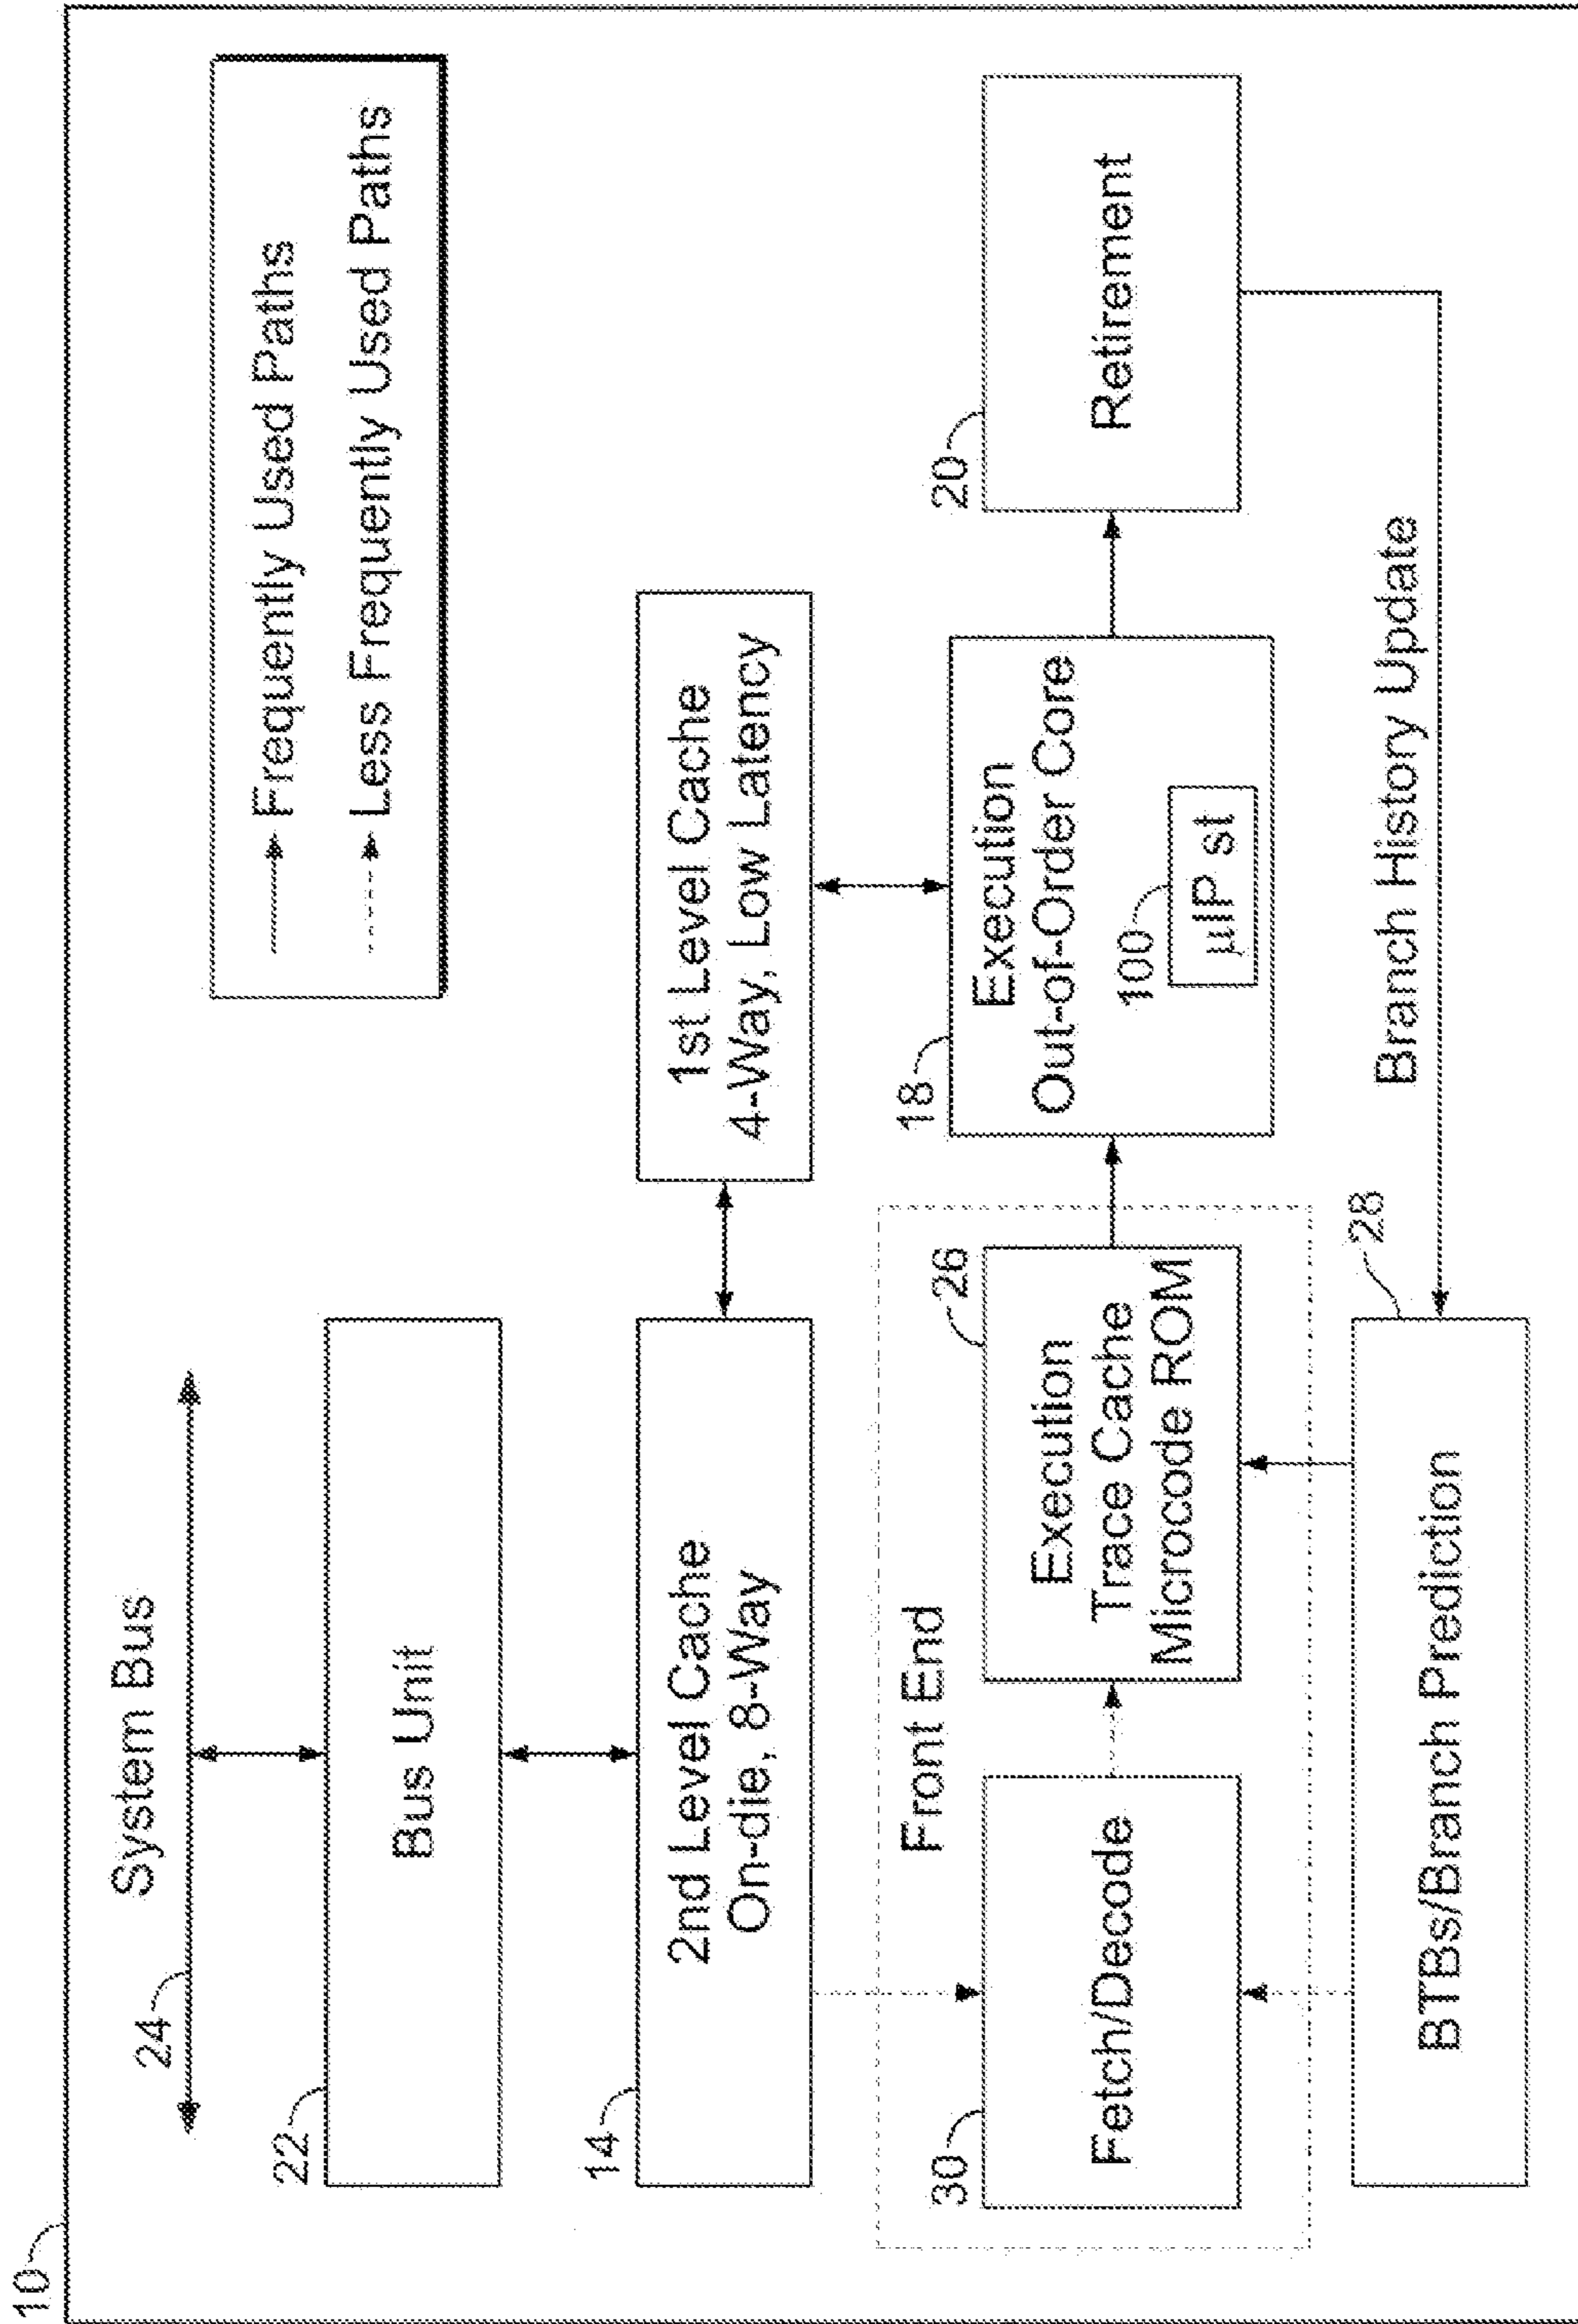 10
System Bus
24
Frequently Used Paths
Less Frequently Used Paths
22
Bus Unit
14
2nd Level Cache
On-die, 8-Way
1st Level Cache
4-Way, Low Latency
Front End
30
Fetch/Decode
26
Execution
Trace Cache
Microcode ROM
18
Execution
Out-of-Order Core
100
µIP st
20
Retirement
28
BTBs/Branch Prediction
Branch History Update